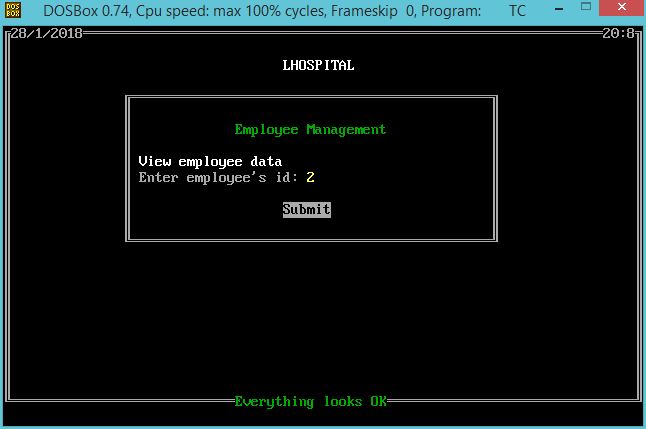 DOSBox 0.74, Cpu speed: max 100% cycles, Frameskip 0, Program: TC
28/1/2018 20:8
LHOSPITAL
Employee Management
View employee data
Enter employee's id: 2
Submit
Everything looks OK